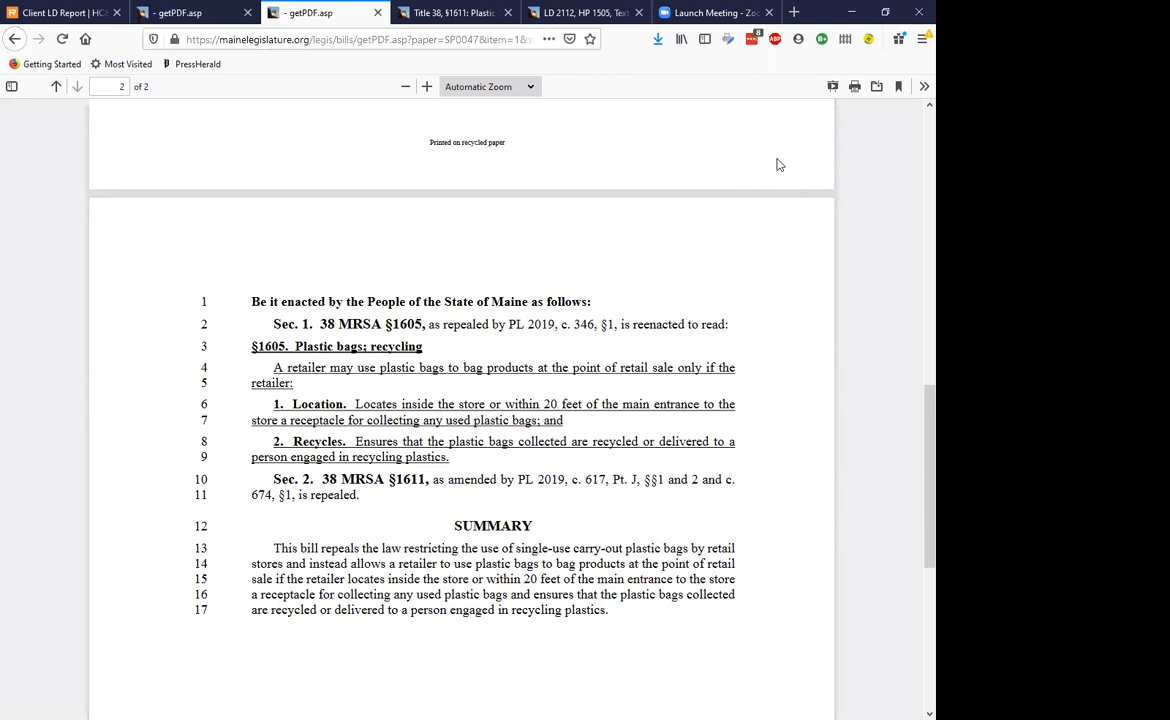 Client LD Report | HC&
- getPDF.asp
- getPDF.asp
Title 38, §1611: Plastic
LD 2112, HP 1505, Text
Launch Meeting - Zoo
https://mainelegislature.org/legis/bills/getPDF.asp?paper=SP0047&item=1&s
8
Getting Started
Most Visited
PressHerald
2
of 2
Automatic Zoom
Printed on recycled paper
1 Be it enacted by the People of the State of Maine as follows:
2 Sec. 1. 38 MRSA §1605, as repealed by PL 2019, c. 346, §1, is reenacted to read:
3 §1605. Plastic bags; recycling
4 A retailer may use plastic bags to bag products at the point of retail sale only if the
5 retailer:
6 1. Location. Locates inside the store or within 20 feet of the main entrance to the
7 store a receptacle for collecting any used plastic bags; and
8 2. Recycles. Ensures that the plastic bags collected are recycled or delivered to a
9 person engaged in recycling plastics.
10 Sec. 2. 38 MRSA §1611, as amended by PL 2019, c. 617, Pt. J, §§1 and 2 and c.
11 674, §1, is repealed.
12 SUMMARY
13 This bill repeals the law restricting the use of single-use carry-out plastic bags by retail
14 stores and instead allows a retailer to use plastic bags to bag products at the point of retail
15 sale if the retailer locates inside the store or within 20 feet of the main entrance to the store
16 a receptacle for collecting any used plastic bags and ensures that the plastic bags collected
17 are recycled or delivered to a person engaged in recycling plastics.